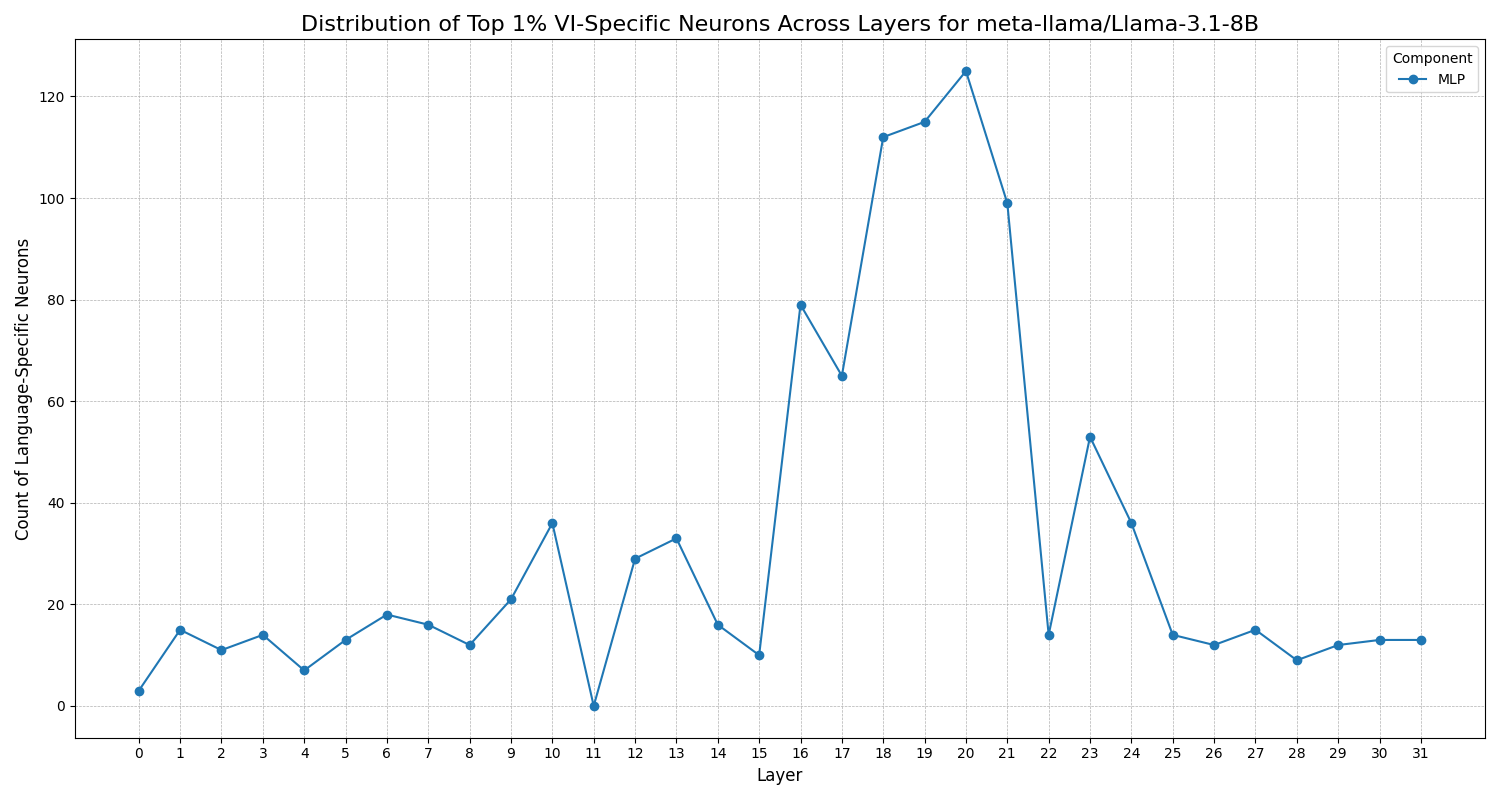 Distribution of Top 1% VI-Specific Neurons Across Layers for meta-llama/Llama-3.1-8B
Component
MLP
120
100
80
60
40
20
0
Count of Language-Specific Neurons
0 1 2 3 4 5 6 7 8 9 10 11 12 13 14 15 16 17 18 19 20 21 22 23 24 25 26 27 28 29 30 31
Layer